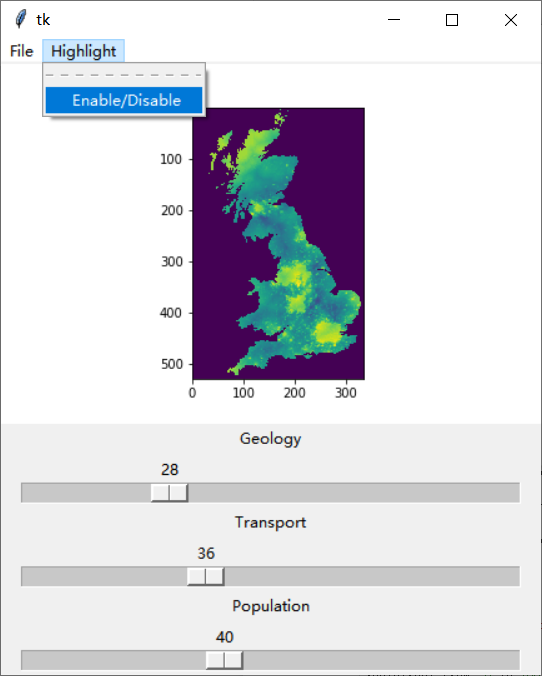 tk
File Highlight
Enable/Disable
100
200
300
400
500
0 100 200 300
Geology
28
Transport
36
Population
40